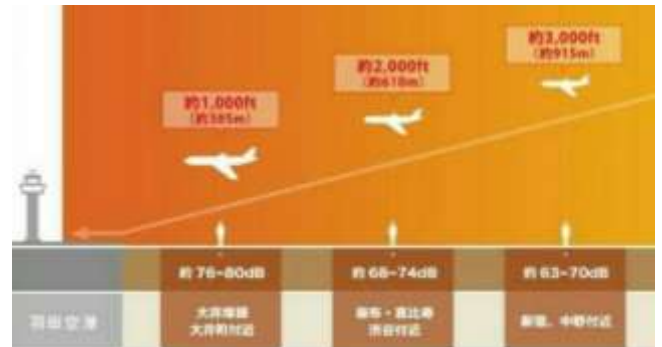 約3,000ft
(約915m)
約2,000ft
(約610m)
約1,000ft
(約305m)
約76~80dB
約68~74dB
約63~70dB
羽田空港
大井埠頭
大井町付近
麻布・恵比寿
渋谷付近
新宿、中野付近